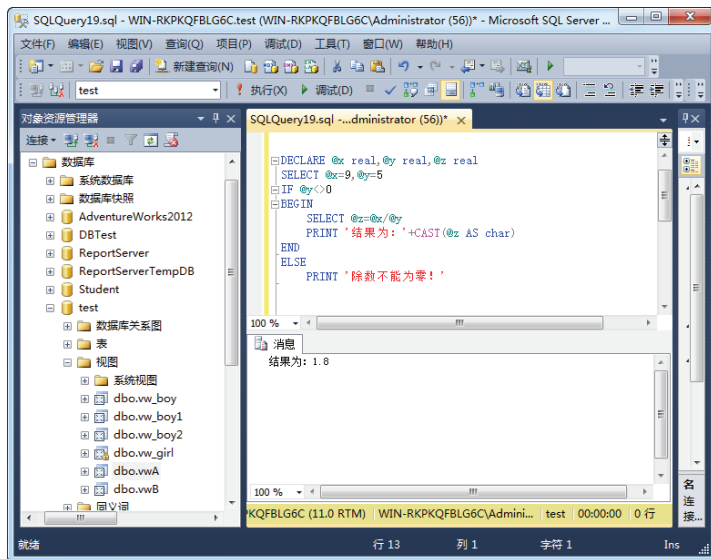 SQLQuery19.sql - WIN-RKPKQFBLG6C.test (WIN-RKPKQFBLG6C\Administrator (56))* - Microsoft SQL Server ...
文件(F) 编辑(E) 视图(V) 查询(Q) 项目(P) 调试(D) 工具(T) 窗口(W) 帮助(H)
新建查询(N)
test 执行(X) 调试(D)
对象资源管理器
连接
数据库
系统数据库
数据库快照
AdventureWorks2012
DBTest
ReportServer
ReportServerTempDB
Student
test
数据库关系图
表
视图
系统视图
dbo.vw_boy
dbo.vw_boy1
dbo.vw_boy2
dbo.vw_girl
dbo.vwA
dbo.vwB
同义词
SQLQuery19.sql -...dministrator (56))*
DECLARE @x real,@y real,@z real
SELECT @x=9,@y=5
IF @y<>0
BEGIN
SELECT @z=@x/@y
PRINT '结果为：'+CAST(@z AS char)
END
ELSE
PRINT '除数不能为零！'
100 %
消息
结果为：1.8
100 %
KQFBLG6C (11.0 RTM) WIN-RKPKQFBLG6C\Admini... test 00:00:00 0 行
名
连
接...
就绪 行 13 列 1 字符 1 Ins